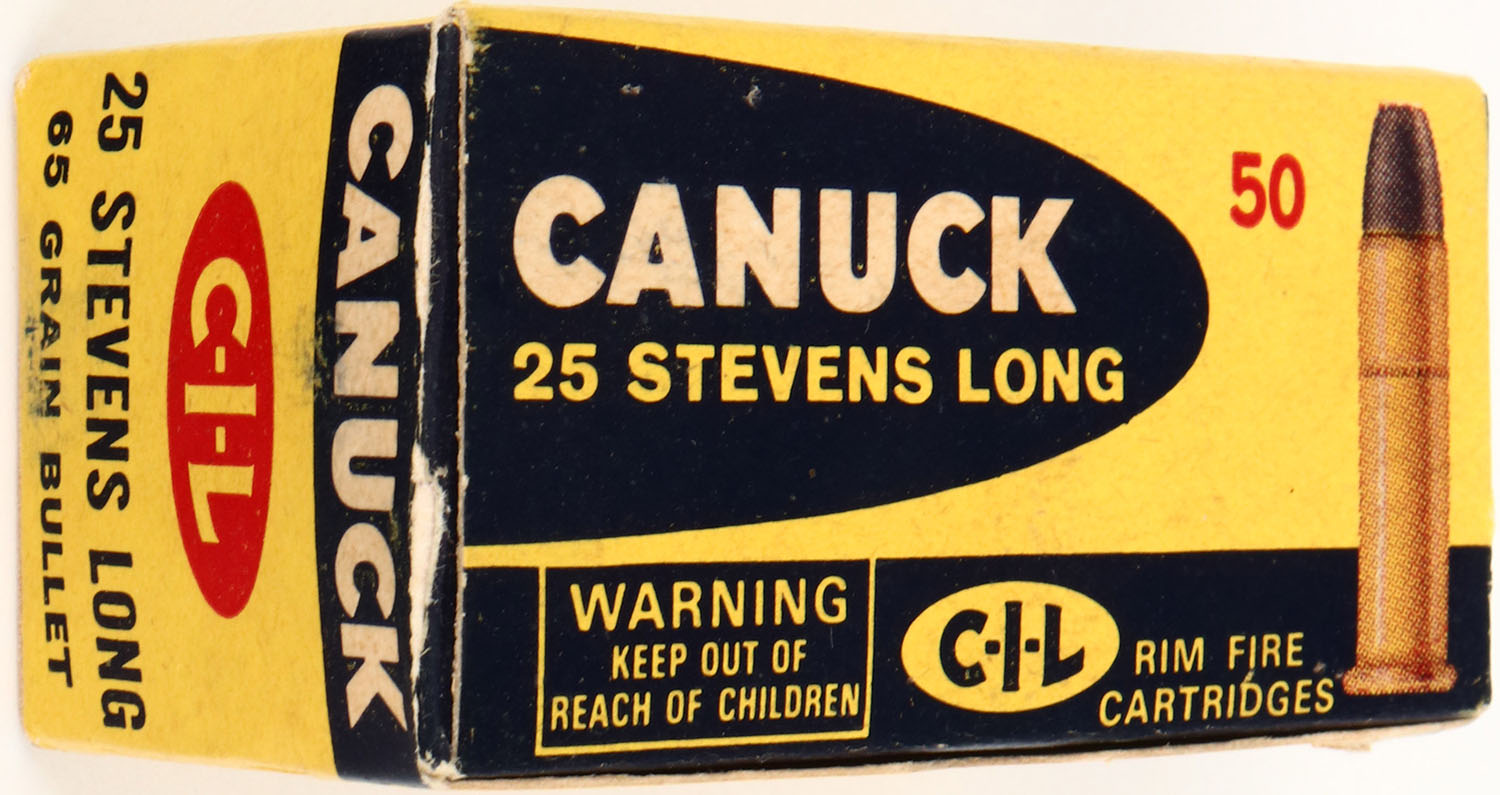 CANUCK
25 STEVENS LONG
50
WARNING
KEEP OUT OF
REACH OF CHILDREN
C-I-L
RIM FIRE
CARTRIDGES
CANUCK
C-I-L
25 STEVENS LONG
65 GRAIN BULLET